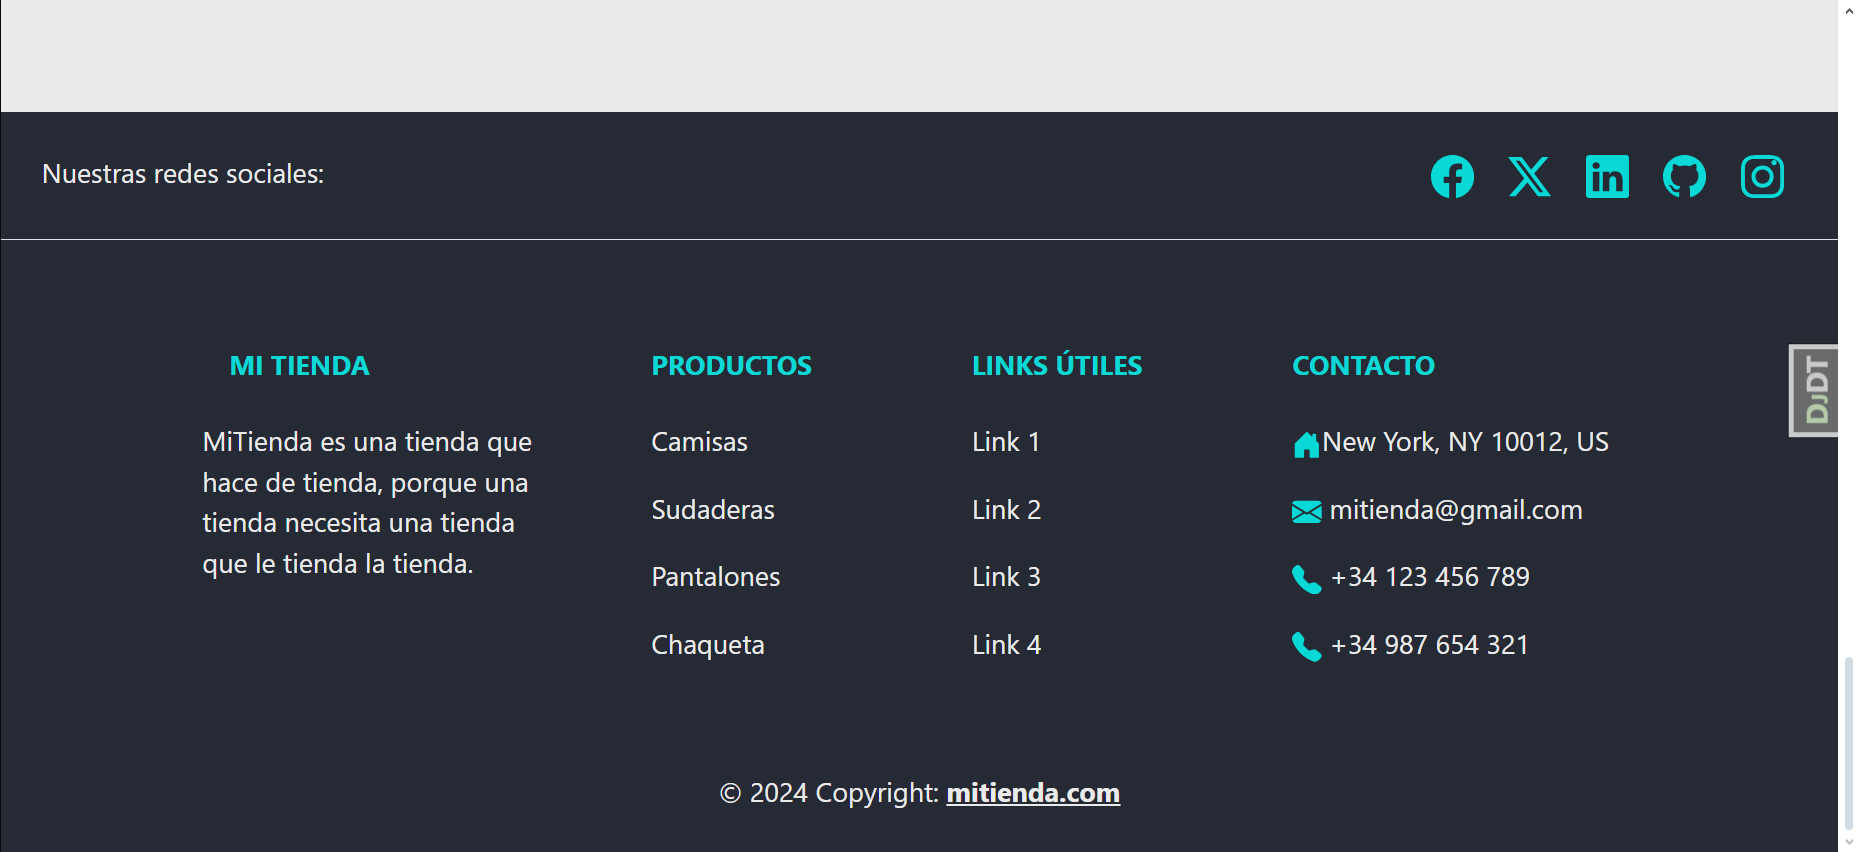 Nuestras redes sociales:
MI TIENDA
MiTienda es una tienda que
hace de tienda, porque una
tienda necesita una tienda
que le tienda la tienda.
PRODUCTOS
Camisas
Sudaderas
Pantalones
Chaqueta
LINKS ÚTILES
Link 1
Link 2
Link 3
Link 4
CONTACTO
New York, NY 10012, US
mitienda@gmail.com
+34 123 456 789
+34 987 654 321
DJDT
© 2024 Copyright: mitienda.com